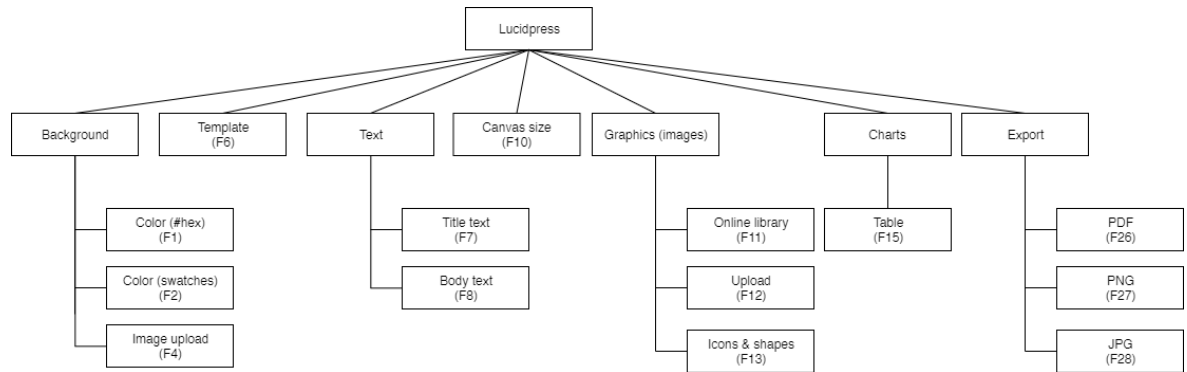 Lucidpress
Background
Template
(F6)
Text
Canvas size
(F10)
Graphics (images)
Charts
Export
Color (#hex)
(F1)
Title text
(F7)
Online library
(F11)
Table
(F15)
PDF
(F26)
Color (swatches)
(F2)
Body text
(F8)
Upload
(F12)
PNG
(F27)
Image upload
(F4)
Icons & shapes
(F13)
JPG
(F28)